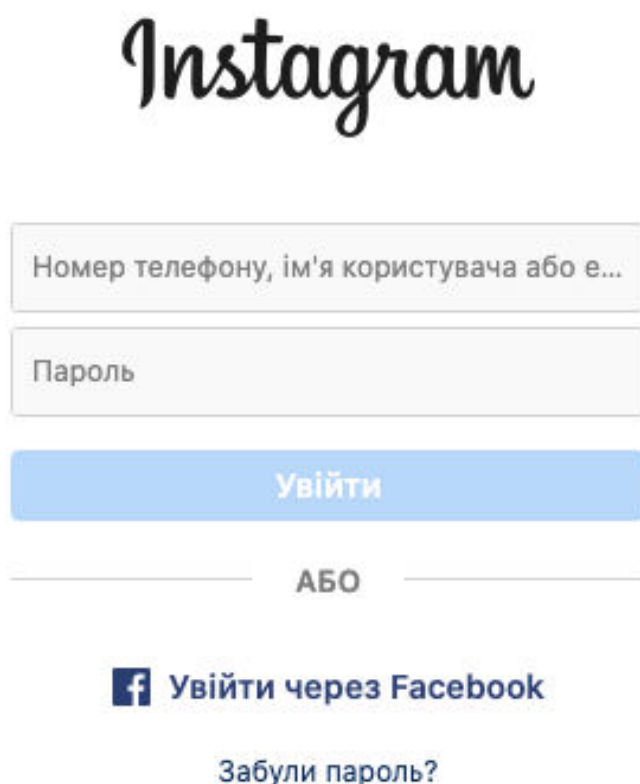 Instagram
Номер телефону, ім'я користувача або е...
Пароль
Увійти
АБО
Увійти через Facebook
Забули пароль?